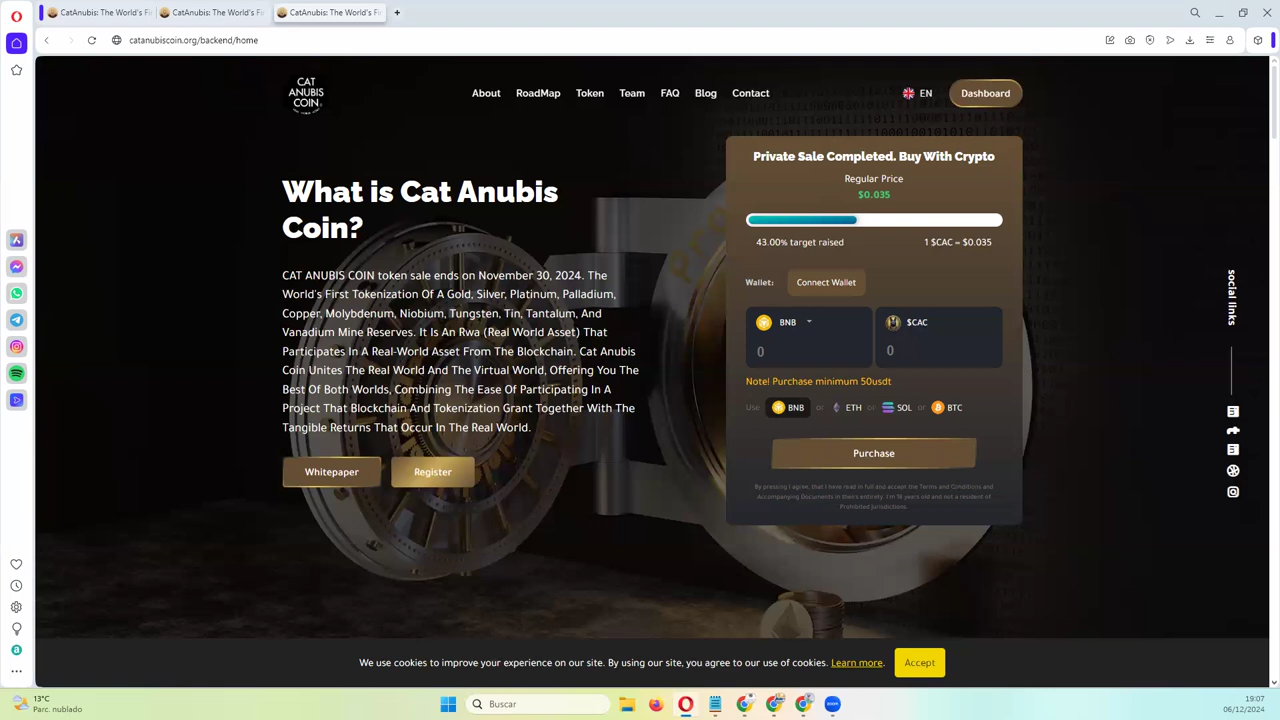 CatAnubis: The World's Fi
CatAnubis: The World's Fi
CatAnubis: The World's Fi
catanubiscoin.org/backend/home
CAT
ANUBIS
COIN
About
RoadMap
Token
Team
FAQ
Blog
Contact
EN
Dashboard
What is Cat Anubis
Coin?
CAT ANUBIS COIN token sale ends on November 30, 2024. The
World's First Tokenization Of A Gold, Silver, Platinum, Palladium,
Copper, Molybdenum, Niobium, Tungsten, Tin, Tantalum, And
Vanadium Mine Reserves. It Is An Rwa (Real World Asset) That
Participates In A Real-World Asset From The Blockchain. Cat Anubis
Coin Unites The Real World And The Virtual World, Offering You The
Best Of Both Worlds, Combining The Ease Of Participating In A
Project That Blockchain And Tokenization Grant Together With The
Tangible Returns That Occur In The Real World.
Whitepaper
Register
Private Sale Completed. Buy With Crypto
Regular Price
$0.035
43.00% target raised
1 $CAC = $0.035
Wallet:
Connect Wallet
BNB
$CAC
0
0
Note! Purchase minimum 50usdt
Use BNB or ETH or SOL or BTC
Purchase
By pressing I agree, that I have read in full and accept the Terms and Conditions and
Accompanying Documents in theirs entirety. I'm 18 years old and not a resident of
Prohibited Jurisdictions.
social links
We use cookies to improve your experience on our site. By using our site, you agree to our use of cookies. Learn more.
Accept
13°C
Parc. nublado
Buscar
zoom
19:07
06/12/2024